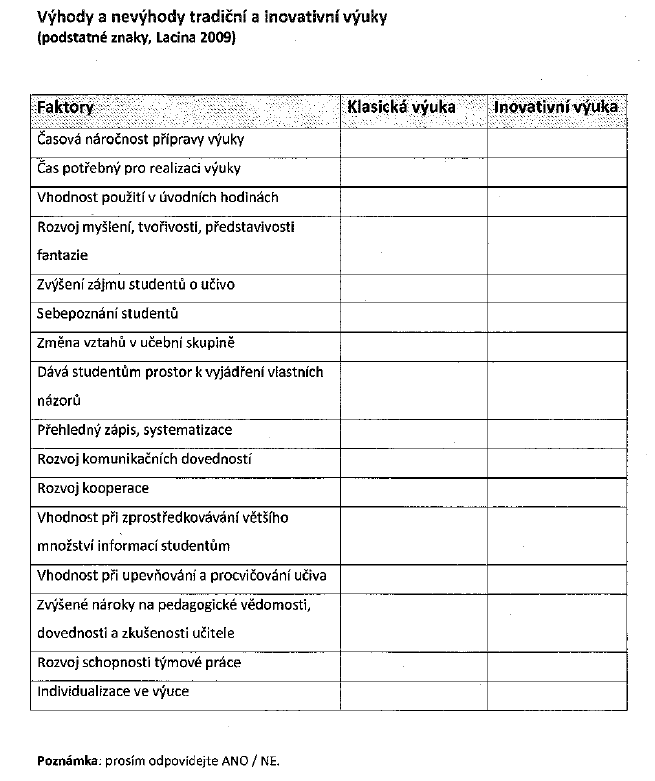 Výhody a nevýhody tradiční a inovativní výuky
(podstatné znaky, Lacina 2009)
Faktory Klasická výuka Inovativní výuka
Časová náročnost přípravy výuky
Čas potřebný pro realizaci výuky
Vhodnost použití v úvodních hodinách
Rozvoj myšlení, tvořivosti, představivosti
fantazie
Zvýšení zájmu studentů o učivo
Sebepoznání studentů
Změna vztahů v učební skupině
Dává studentům prostor k vyjádření vlastních
názorů
Přehledný zápis, systematizace
Rozvoj komunikačních dovedností
Rozvoj kooperace
Vhodnost při zprostředkovávání většího
množství informací studentům
Vhodnost při upevňování a procvičování učiva
Zvýšené nároky na pedagogické vědomosti,
dovednosti a zkušenosti učitele
Rozvoj schopnosti týmové práce
Individualizace ve výuce
Poznámka: prosím odpovidejte ANO / NE.